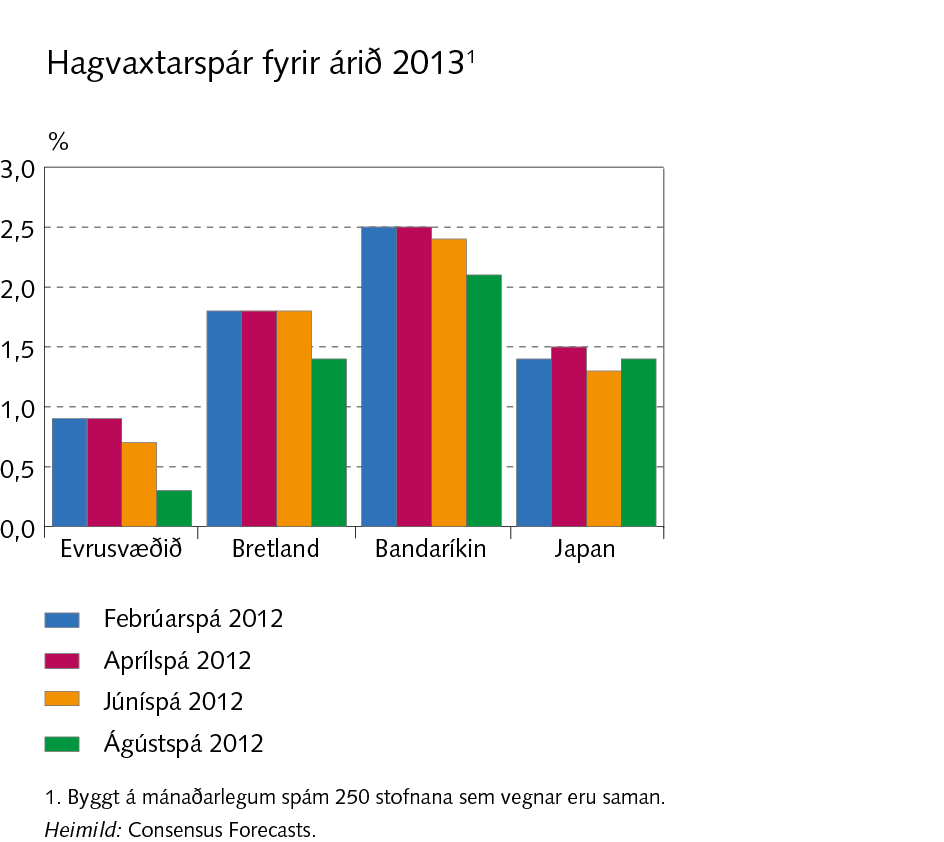 Hagvaxtarspár fyrir árið 2013¹
%
3,0
2,5
2,0
1,5
1,0
0,5
0,0
Evrusvæðið Bretland Bandaríkin Japan
Febrúarspá 2012
Aprílspá 2012
Júníspá 2012
Ágústspá 2012
1. Byggt á mánaðarlegum spám 250 stofnana sem vegnar eru saman.
Heimild: Consensus Forecasts.